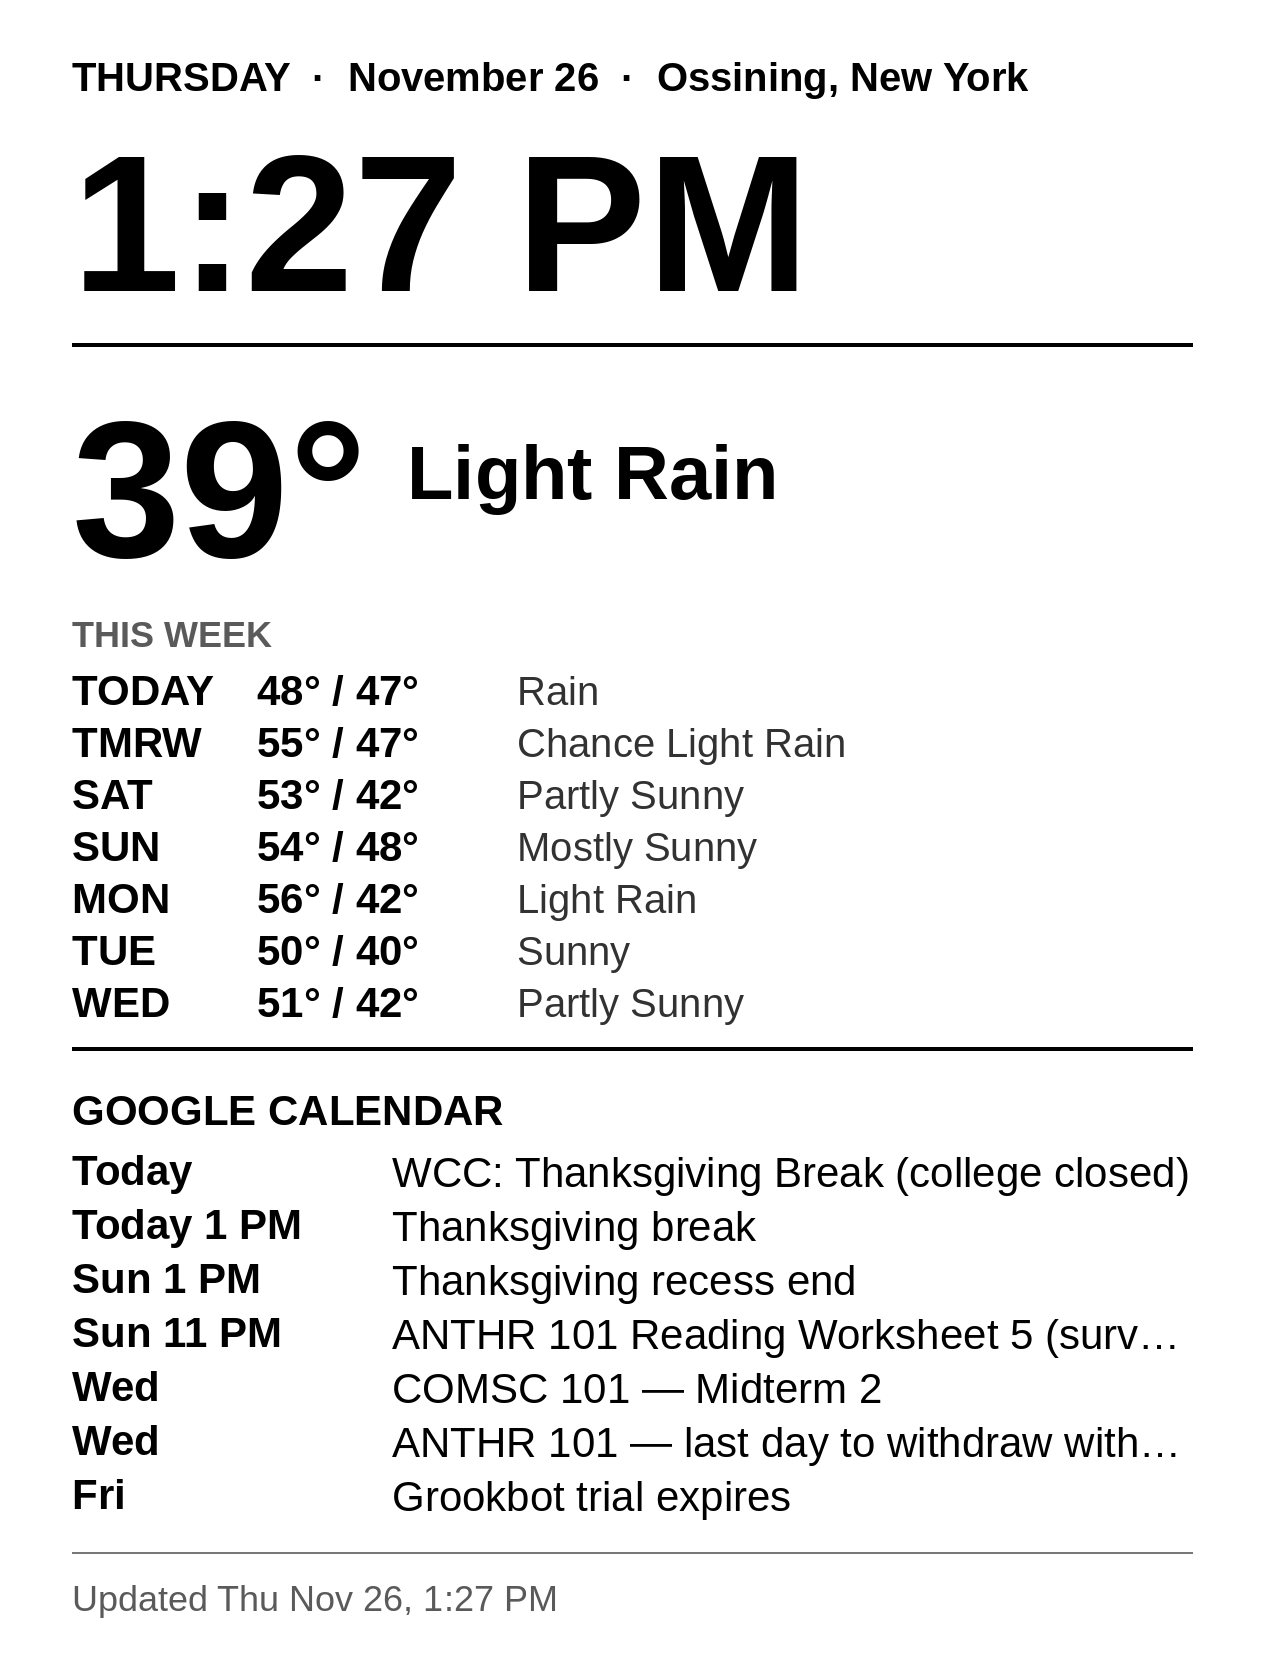 THURSDAY · November 26 · Ossining, New York
1:27 PM
39° Light Rain
THIS WEEK
TODAY 48° / 47° Rain
TMRW 55° / 47° Chance Light Rain
SAT 53° / 42° Partly Sunny
SUN 54° / 48° Mostly Sunny
MON 56° / 42° Light Rain
TUE 50° / 40° Sunny
WED 51° / 42° Partly Sunny
GOOGLE CALENDAR
Today WCC: Thanksgiving Break (college closed)
Today 1 PM Thanksgiving break
Sun 1 PM Thanksgiving recess end
Sun 11 PM ANTHR 101 Reading Worksheet 5 (surv…
Wed COMSC 101 — Midterm 2
Wed ANTHR 101 — last day to withdraw with…
Fri Grookbot trial expires
Updated Thu Nov 26, 1:27 PM